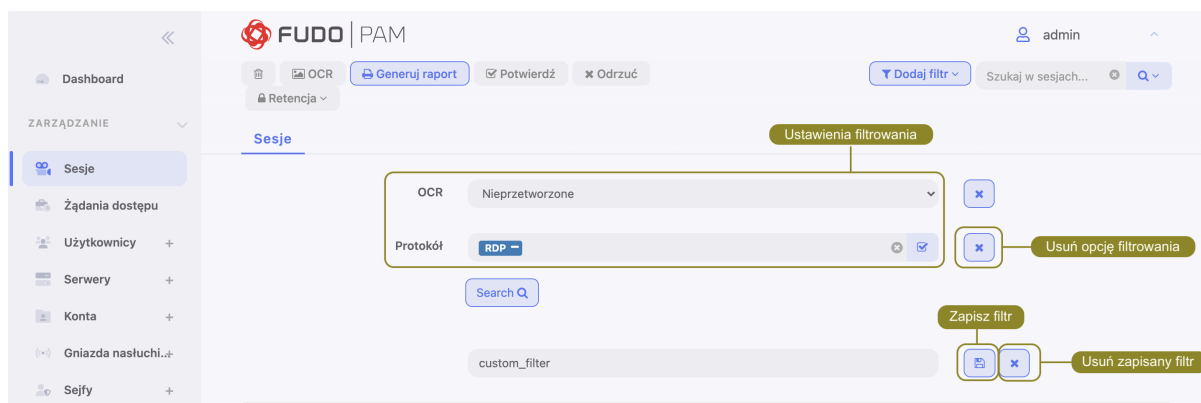 FUDO | PAM
admin
Dashboard
OCR
Generuj raport
Potwierdź
Odrzuć
Dodaj filtr
Szukaj w sesjach...
Retencja
ZARZĄDZANIE
Sesje
Ustawienia filtrowania
Sesje
OCR
Nieprzetworzone
Żądania dostępu
Użytkownicy
Protokół
RDP
Usuń opcję filtrowania
Serwery
Search
Konta
Zapisz filtr
Gniazda nasłuchi..
custom_filter
Usuń zapisany filtr
Sejfy